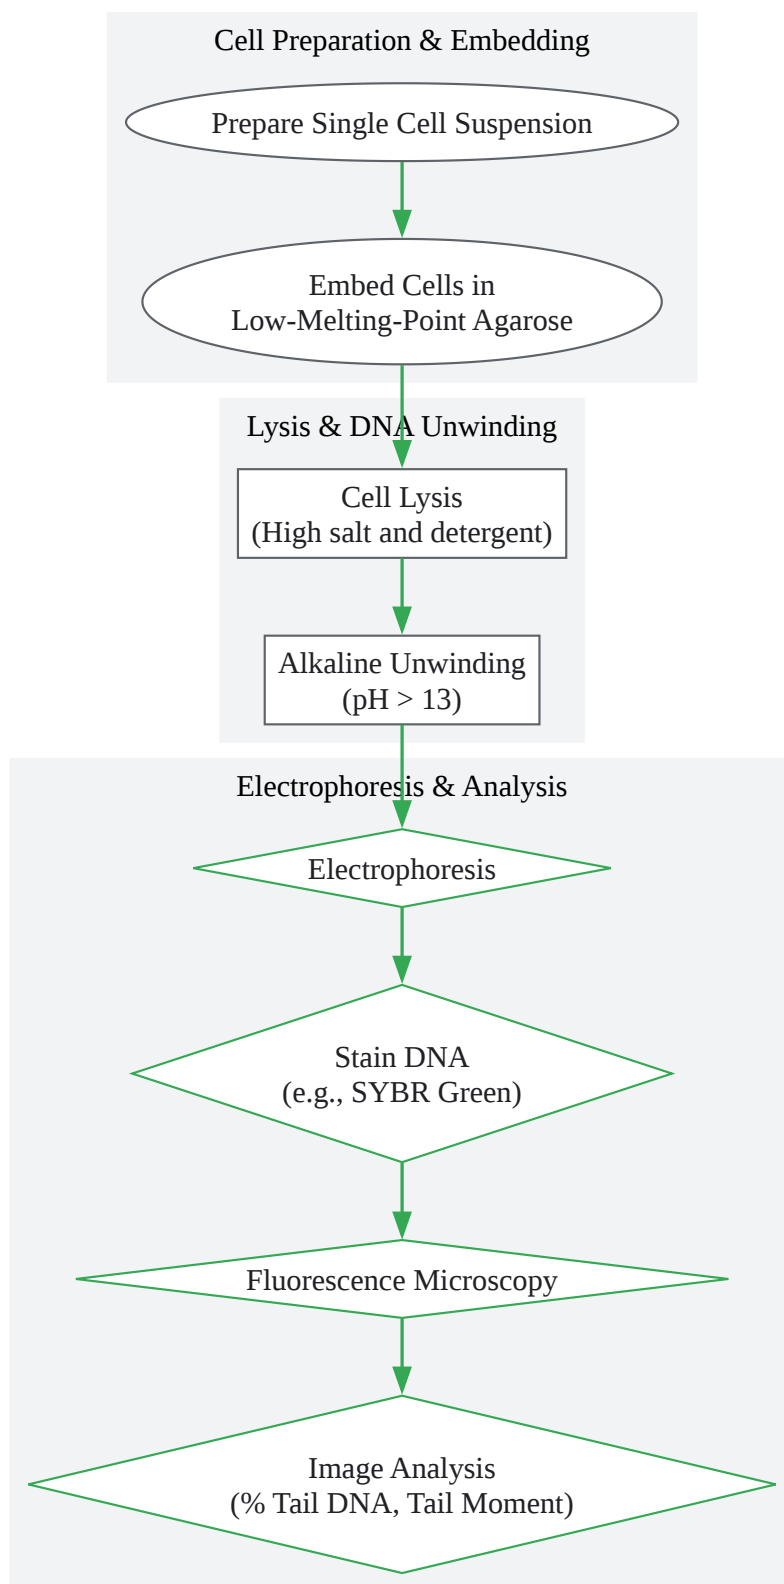 Cell Preparation & Embedding
Prepare Single Cell Suspension
Embed Cells in
Low-Melting-Point Agarose
Lysis & DNA Unwinding
Cell Lysis
(High salt and detergent)
Alkaline Unwinding
(pH > 13)
Electrophoresis & Analysis
Electrophoresis
Stain DNA
(e.g., SYBR Green)
Fluorescence Microscopy
Image Analysis
(% Tail DNA, Tail Moment)